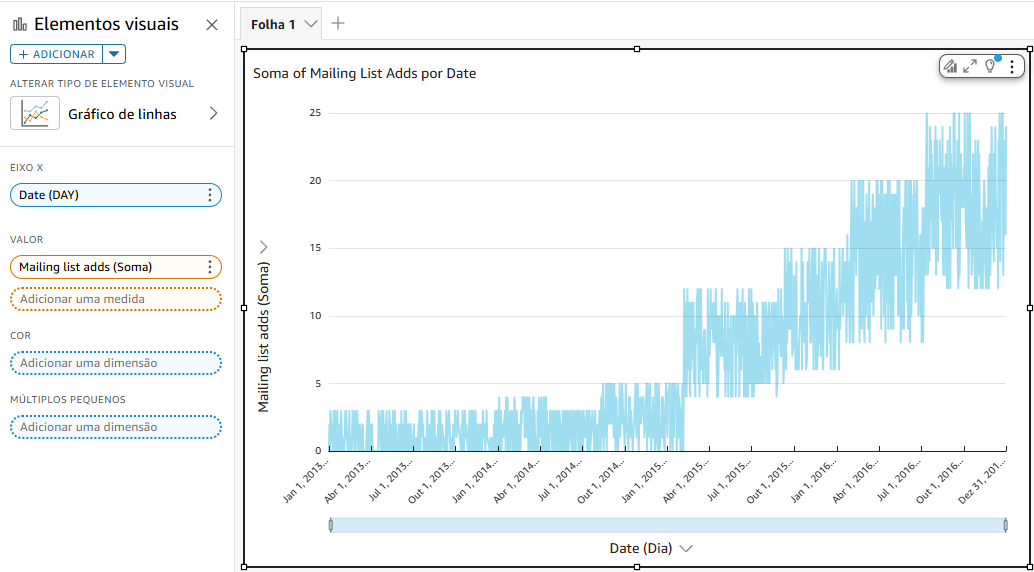 Elementos visuais
+ ADICIONAR
ALTERAR TIPO DE ELEMENTO VISUAL
Gráfico de linhas
EIXO X
Date (DAY)
VALOR
Mailing list adds (Soma)
Adicionar uma medida
COR
Adicionar uma dimensão
MÚLTIPLOS PEQUENOS
Adicionar uma dimensão
Folha 1
Soma of Mailing List Adds por Date
Mailing list adds (Soma)
25
20
15
10
5
0
Jan 1, 2013...
Abr 1, 2013...
Jul 1, 2013...
Out 1, 2013...
Jan 1, 2014...
Abr 1, 2014...
Jul 1, 2014...
Out 1, 2014...
Jan 1, 2015...
Abr 1, 2015...
Jul 1, 2015...
Out 1, 2015...
Jan 1, 2016...
Abr 1, 2016...
Jul 1, 2016...
Out 1, 2016...
Dez 31, 201...
Date (Dia)